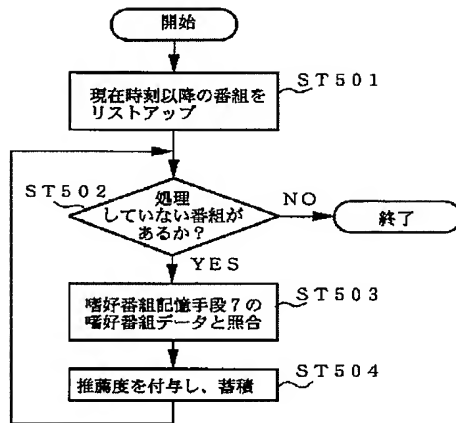 開始
ST501
現在時刻以降の番組を
リストアップ
ST502
処理
していない番組が
あるか？
NO
終了
YES
ST503
嗜好番組記憶手段7の
嗜好番組データと照合
ST504
推薦度を付与し、蓄積